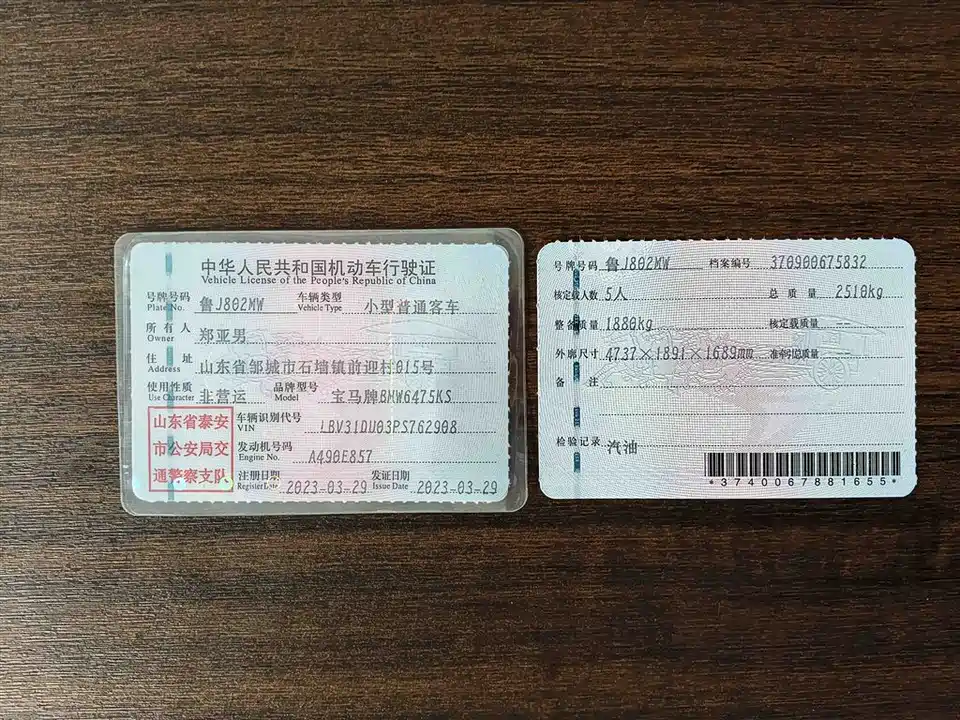 中华人民共和国机动车行驶证
Vehicle License of the People's Republic of China
号牌号码 鲁J802MW 车辆类型 小型普通客车
Plate No. Vehicle Type
所有人 郑亚男
Owner
住址 山东省邹城市石墙镇前迎村015号
Address
使用性质 非营运 品牌型号 宝马牌BMW6475KS
Use Character Model
山东省泰安
市公安局交
通警察支队
车辆识别代号 LBV31DU03PS762908
VIN
发动机号码 A490E857
Engine No.
注册日期 2023-03-29 发证日期 2023-03-29
Register Date Issue Date
号牌号码 鲁J802MW 档案编号 370900675832
核定载人数 5人 总质量 2510kg
整备质量 1880kg 核定载质量 --
外廓尺寸 4737×1891×1689mm 准牵引总质量 --
备注
检验记录 汽油
*3740067881655*